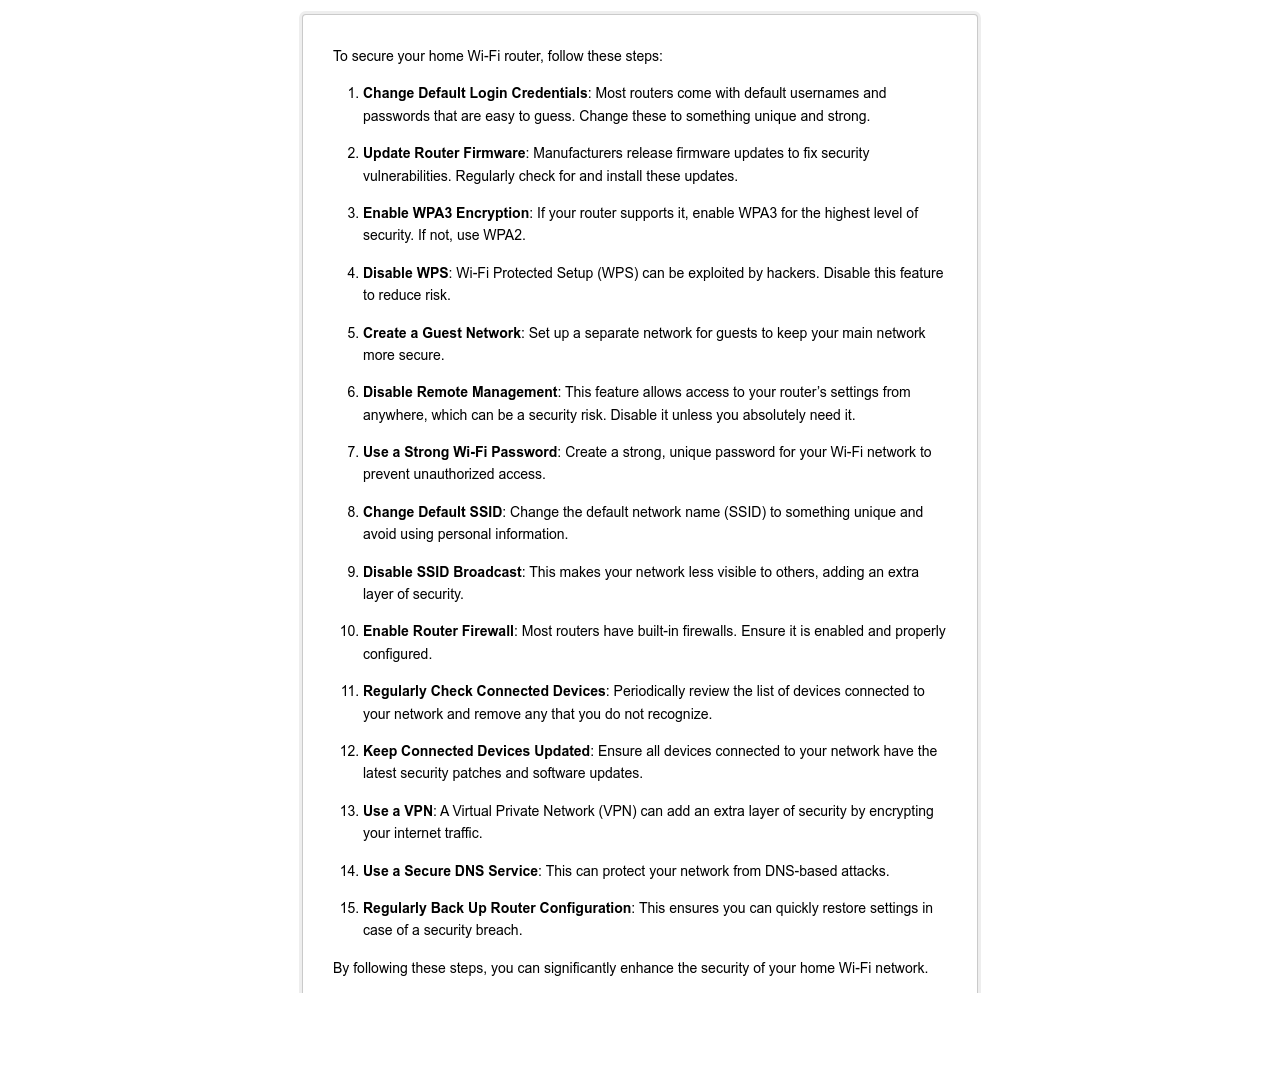 To secure your home Wi-Fi router, follow these steps:
1. Change Default Login Credentials: Most routers come with default usernames and
passwords that are easy to guess. Change these to something unique and strong.
2. Update Router Firmware: Manufacturers release firmware updates to fix security
vulnerabilities. Regularly check for and install these updates.
3. Enable WPA3 Encryption: If your router supports it, enable WPA3 for the highest level of
security. If not, use WPA2.
4. Disable WPS: Wi-Fi Protected Setup (WPS) can be exploited by hackers. Disable this feature
to reduce risk.
5. Create a Guest Network: Set up a separate network for guests to keep your main network
more secure.
6. Disable Remote Management: This feature allows access to your router’s settings from
anywhere, which can be a security risk. Disable it unless you absolutely need it.
7. Use a Strong Wi-Fi Password: Create a strong, unique password for your Wi-Fi network to
prevent unauthorized access.
8. Change Default SSID: Change the default network name (SSID) to something unique and
avoid using personal information.
9. Disable SSID Broadcast: This makes your network less visible to others, adding an extra
layer of security.
10. Enable Router Firewall: Most routers have built-in firewalls. Ensure it is enabled and properly
configured.
11. Regularly Check Connected Devices: Periodically review the list of devices connected to
your network and remove any that you do not recognize.
12. Keep Connected Devices Updated: Ensure all devices connected to your network have the
latest security patches and software updates.
13. Use a VPN: A Virtual Private Network (VPN) can add an extra layer of security by encrypting
your internet traffic.
14. Use a Secure DNS Service: This can protect your network from DNS-based attacks.
15. Regularly Back Up Router Configuration: This ensures you can quickly restore settings in
case of a security breach.
By following these steps, you can significantly enhance the security of your home Wi-Fi network.